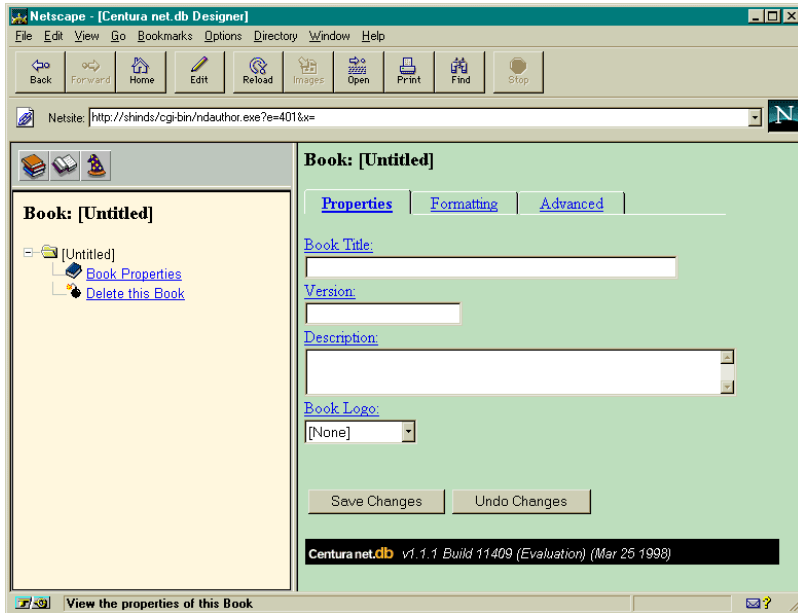 Netscape - [Centura net.db Designer]
File Edit View Go Bookmarks Options Directory Window Help
Back Forward Home Edit Reload Images Open Print Find Stop
Netsite: http://shinds/cgi-bin/ndauthor.exe?e=401&x=
N
Book: [Untitled]
[Untitled]
Book Properties
Delete this Book
Book: [Untitled]
Properties Formatting Advanced
Book Title:
Version:
Description:
Book Logo:
[None]
Save Changes Undo Changes
Centura net.db v1.1.1 Build 11409 (Evaluation) (Mar 25 1998)
View the properties of this Book